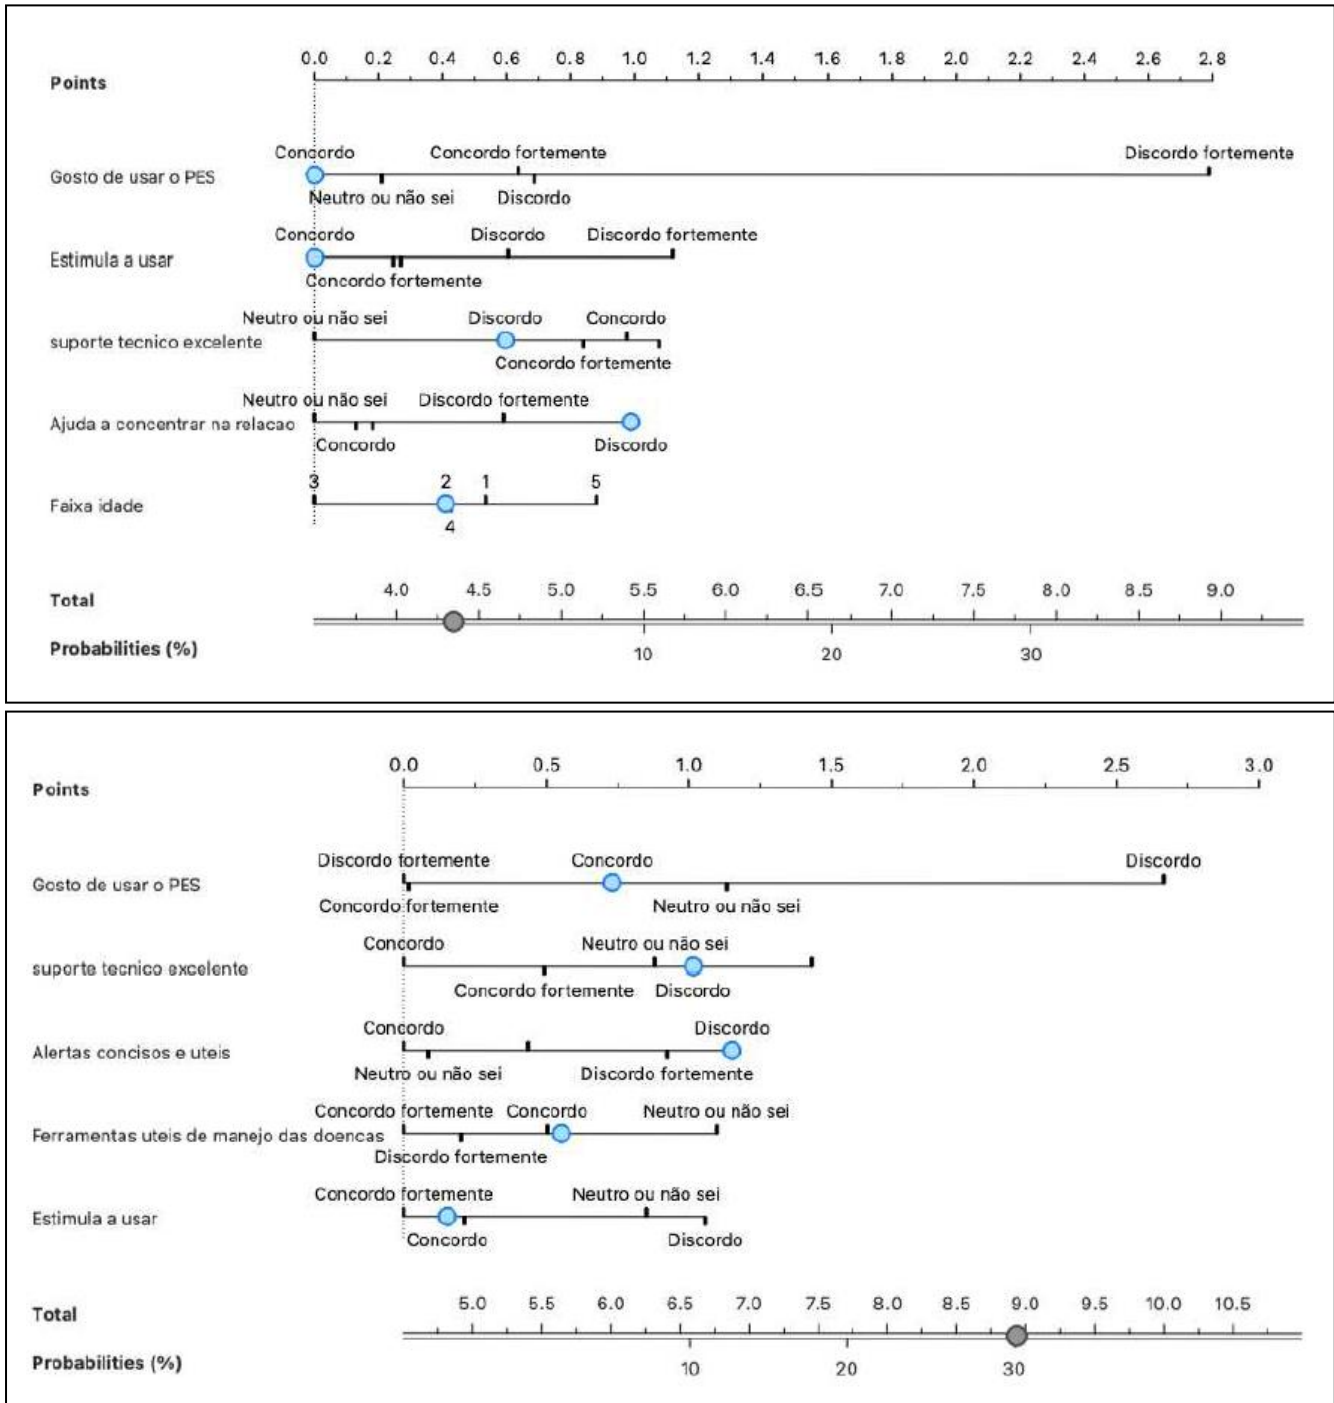 0.0 0.2 0.4 0.6 0.8 1.0 1.2 1.4 1.6 1.8 2.0 2.2 2.4 2.6 2.8
Points
Concordo Concordo fortemente Discordo fortemente
Gosto de usar o PES
Neutro ou não sei Discordo
Concordo Discordo Discordo fortemente
Estimula a usar
Concordo fortemente
Neutro ou não sei Discordo Concordo
suporte tecnico excelente
Concordo fortemente
Neutro ou não sei Discordo fortemente
Ajuda a concentrar na relacao
Concordo Discordo
3 2 1 5
Faixa idade
4
4.0 4.5 5.0 5.5 6.0 6.5 7.0 7.5 8.0 8.5 9.0
Total
Probabilities (%)
10 20 30
0.0 0.5 1.0 1.5 2.0 2.5 3.0
Points
Discordo fortemente Concordo Discordo
Gosto de usar o PES
Concordo fortemente Neutro ou não sei
Concordo Neutro ou não sei
suporte tecnico excelente
Concordo fortemente Discordo
Concordo Discordo
Alertas concisos e uteis
Neutro ou não sei Discordo fortemente
Concordo fortemente Concordo Neutro ou não sei
Ferramentas uteis de manejo das doencas
Discordo fortemente
Concordo fortemente Neutro ou não sei
Estimula a usar
Concordo Discordo
5.0 5.5 6.0 6.5 7.0 7.5 8.0 8.5 9.0 9.5 10.0 10.5
Total
Probabilities (%)
10 20 30